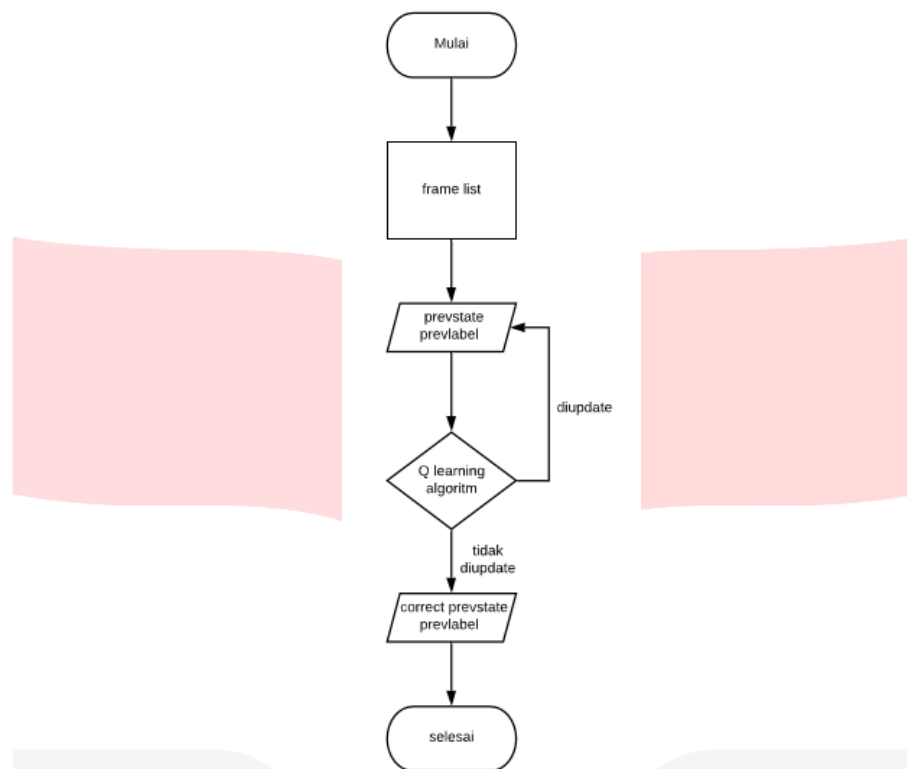 Mulai
frame list
prevstate
prevlabel
diupdate
Q learning
algoritm
tidak
diupdate
correct prevstate
prevlabel
selesai